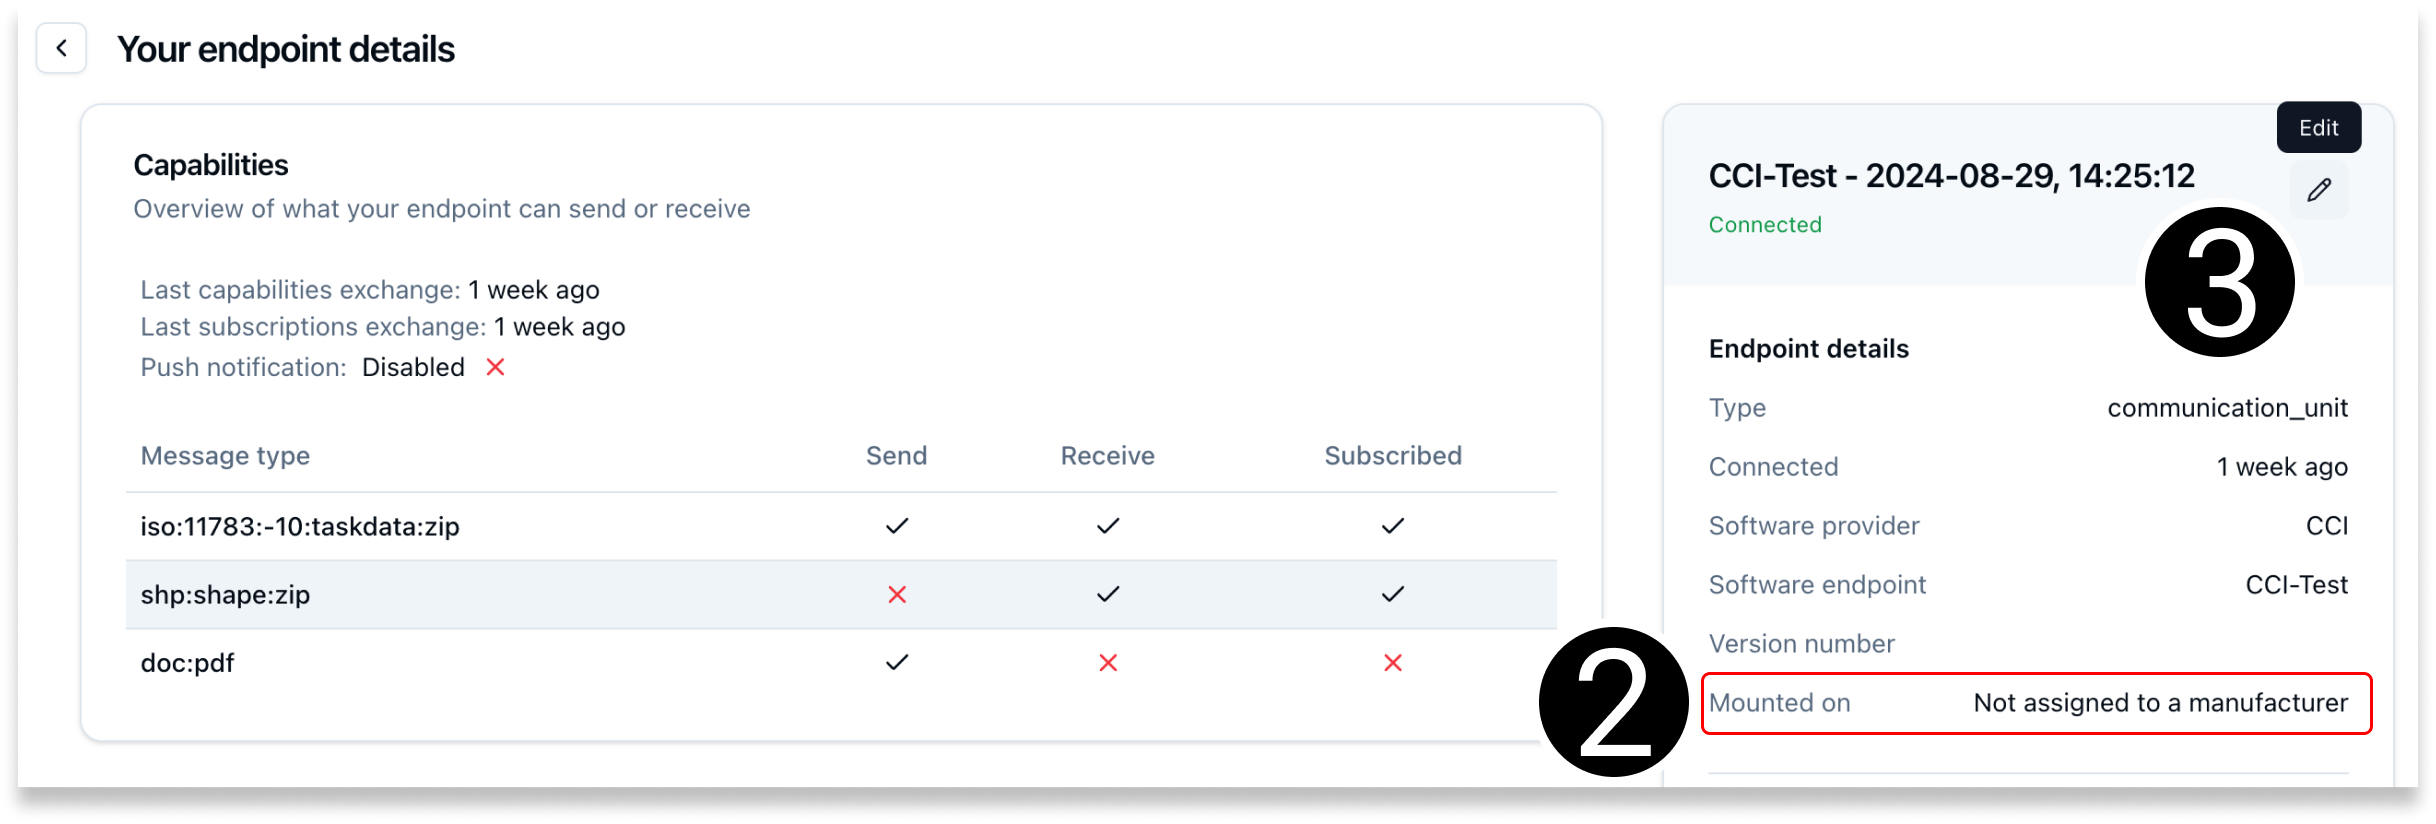 Your endpoint details
Capabilities
Overview of what your endpoint can send or receive
Last capabilities exchange: 1 week ago
Last subscriptions exchange: 1 week ago
Push notification: Disabled
Message type Send Receive Subscribed
iso:11783:-10:taskdata:zip
shp:shape:zip
doc:pdf
Edit
CCI-Test - 2024-08-29, 14:25:12
Connected
3
Endpoint details
Type communication_unit
Connected 1 week ago
Software provider CCI
Software endpoint CCI-Test
Version number
2
Mounted on Not assigned to a manufacturer